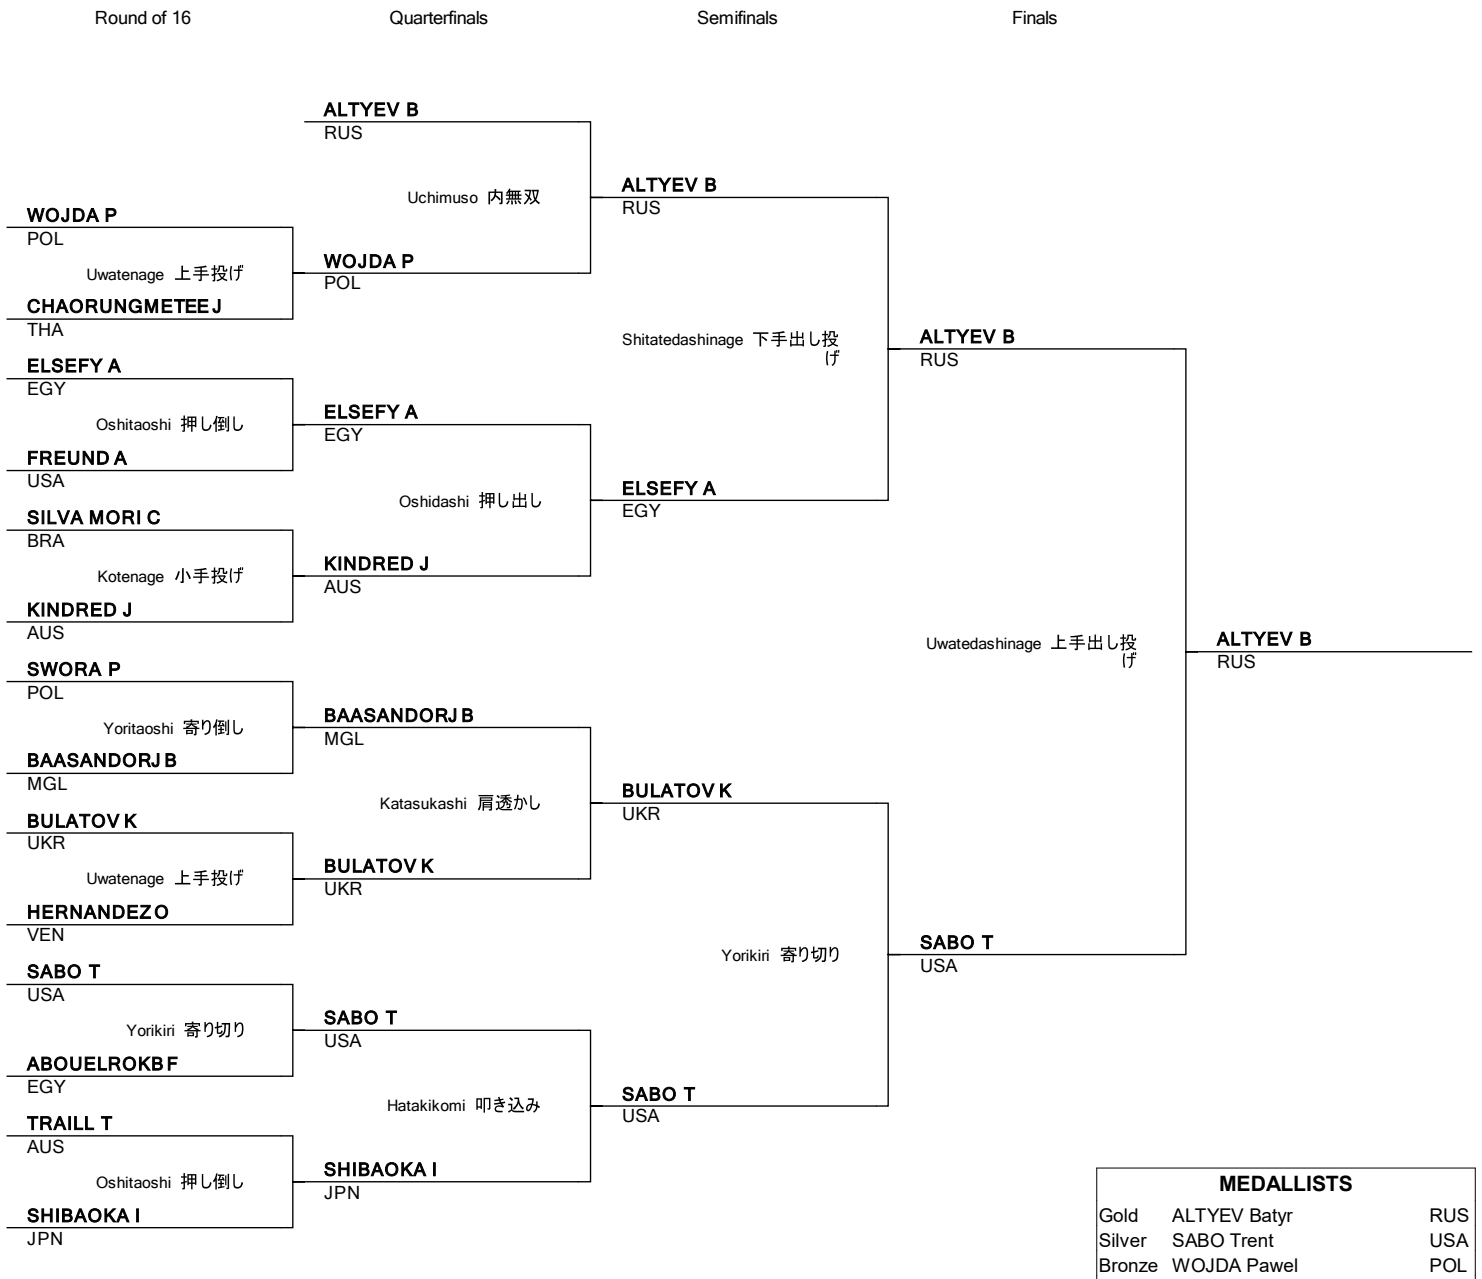 Round of 16
Quarterfinals
Semifinals
Finals
ALTYEV B
RUS
Uchimuso 内無双
ALTYEV B
RUS
WOJDA P
POL
Uwatenage 上手投げ
WOJDA P
POL
CHAORUNGMETEE J
THA
Shitatedashinage 下手出し投
げ
ALTYEV B
RUS
ELSEFY A
EGY
Oshitaoshi 押し倒し
ELSEFY A
EGY
FREUND A
USA
Oshidashi 押し出し
ELSEFY A
EGY
SILVA MORI C
BRA
Kotenage 小手投げ
KINDRED J
AUS
KINDRED J
AUS
Uwatedashinage 上手出し投
げ
ALTYEV B
RUS
SWORA P
POL
Yoritaoshi 寄り倒し
BAASANDORJ B
MGL
BAASANDORJ B
MGL
Katasukashi 肩透かし
BULATOV K
UKR
BULATOV K
UKR
Uwatenage 上手投げ
BULATOV K
UKR
HERNANDEZ O
VEN
Yorikiri 寄り切り
SABO T
USA
SABO T
USA
Yorikiri 寄り切り
SABO T
USA
ABOUELROKB F
EGY
Hatakikomi 叩き込み
SABO T
USA
TRAILL T
AUS
Oshitaoshi 押し倒し
SHIBAOKA I
JPN
SHIBAOKA I
JPN
MEDALLISTS
Gold ALTYEV Batyr RUS
Silver SABO Trent USA
Bronze WOJDA Pawel POL